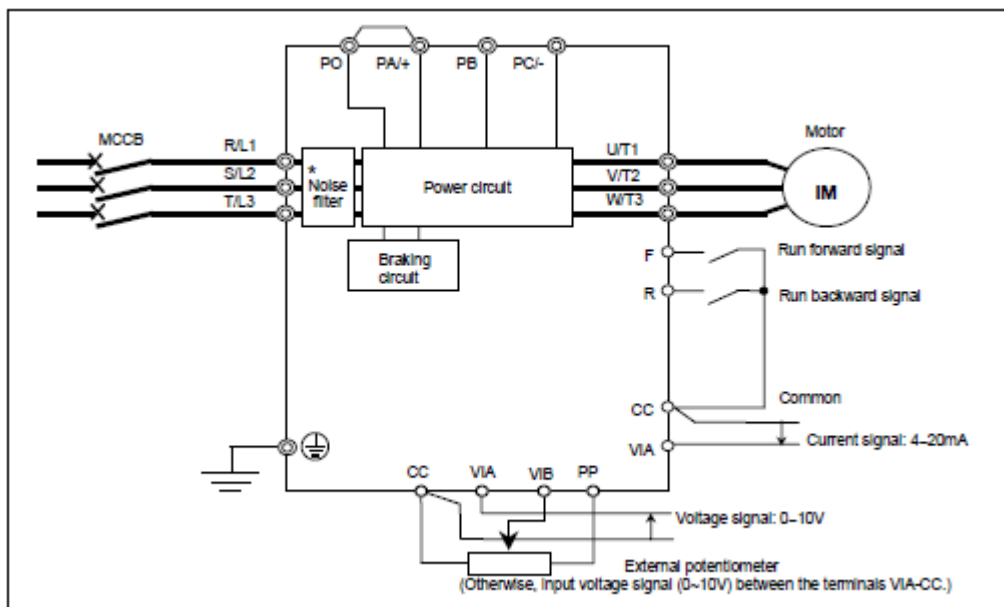 PO
PA/+
PB
PC/-
MCCB
R/L1
S/L2
T/L3
*
Noise
filter
Power circuit
Braking
circuit
U/T1
V/T2
W/T3
Motor
IM
F
Run forward signal
R
Run backward signal
CC
Common
VIA
Current signal: 4~20mA
CC
VIA
VIB
PP
Voltage signal: 0~10V
External potentiometer
(Otherwise, input voltage signal (0~10V) between the terminals VIA-CC.)